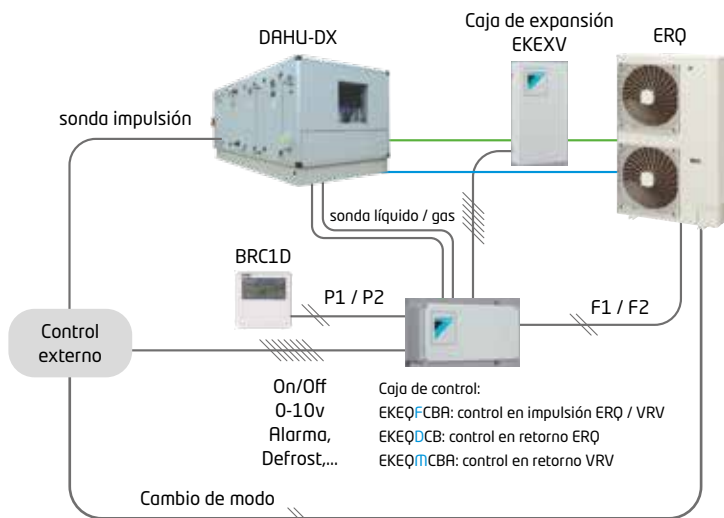 Caja de expansión
EKEXV
DAHU-DX
ERQ
sonda impulsión
sonda líquido / gas
BRC1D
P1 / P2
F1 / F2
Control
externo
On/Off
0-10v
Alarma,
Defrost,...
Caja de control:
EKEQFCBA: control en impulsión ERQ / VRV
EKEQDCB: control en retorno ERQ
EKEQMCBA: control en retorno VRV
Cambio de modo